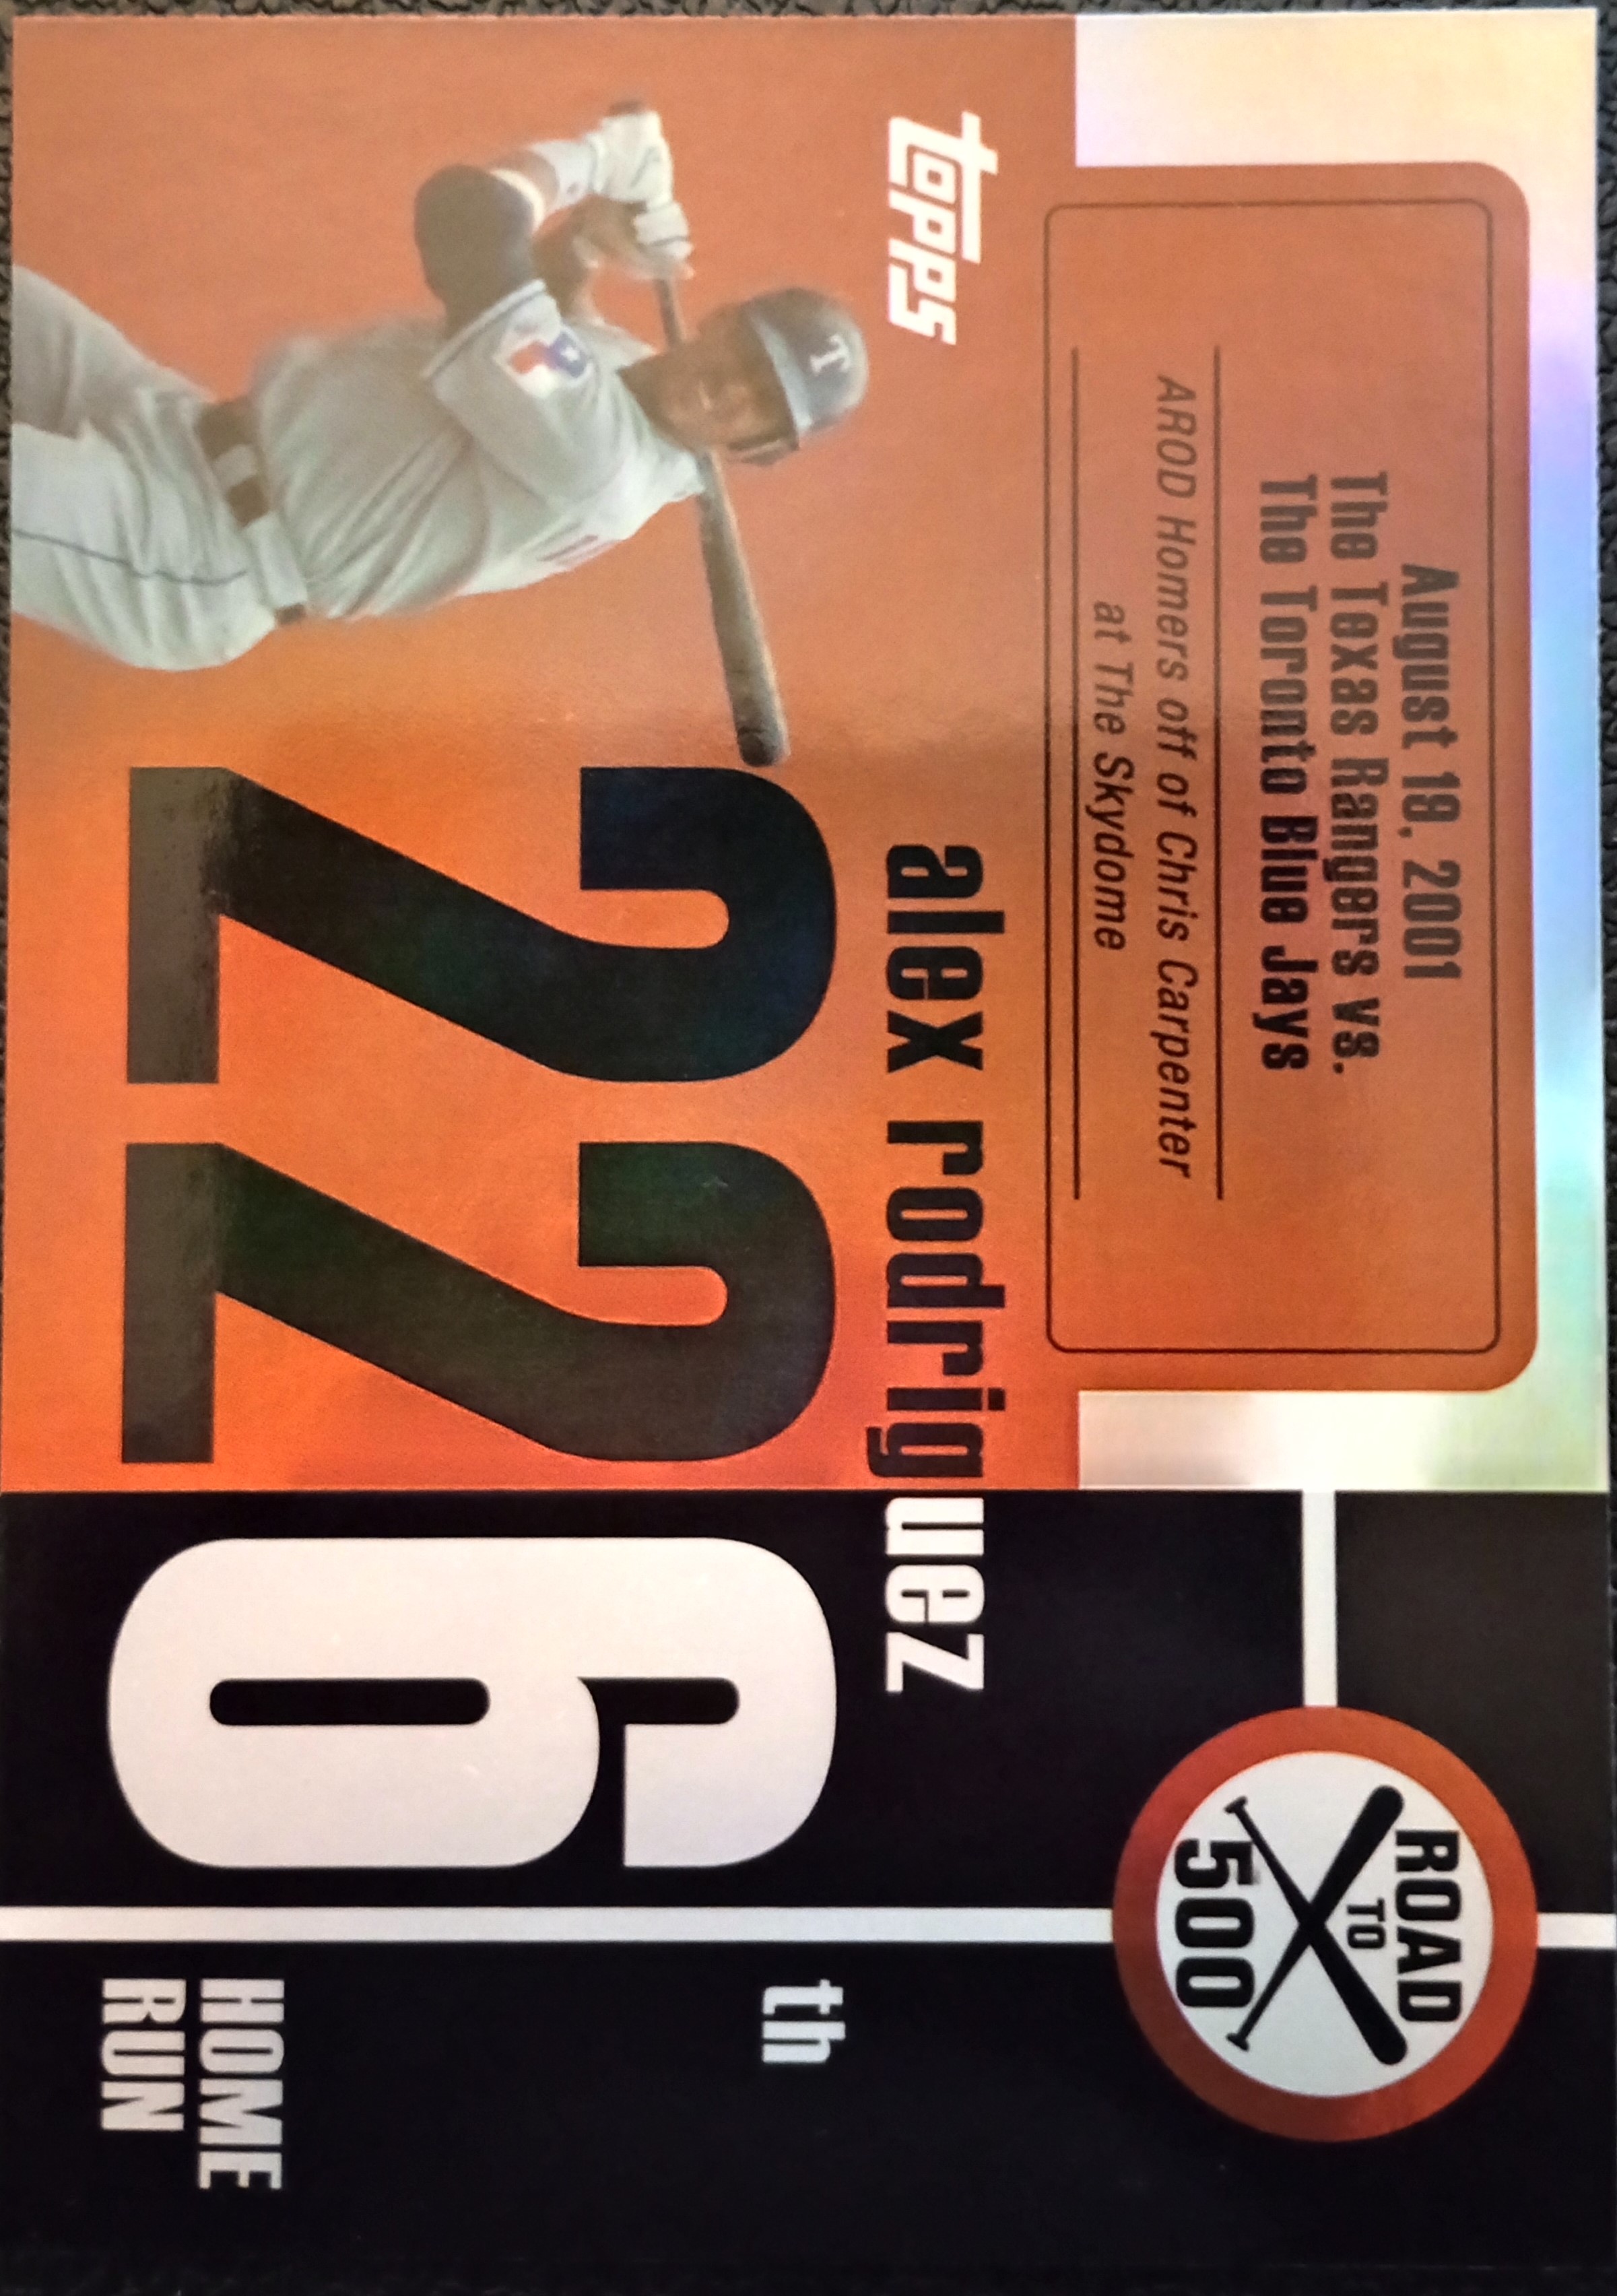 August 18, 2001
The Texas Rangers vs.
The Toronto Blue Jays
AROD Homers off of Chris Carpenter
at The Skydome
ROAD
TO
500
topps
alex rodriguez
226
th
HOME
RUN
T